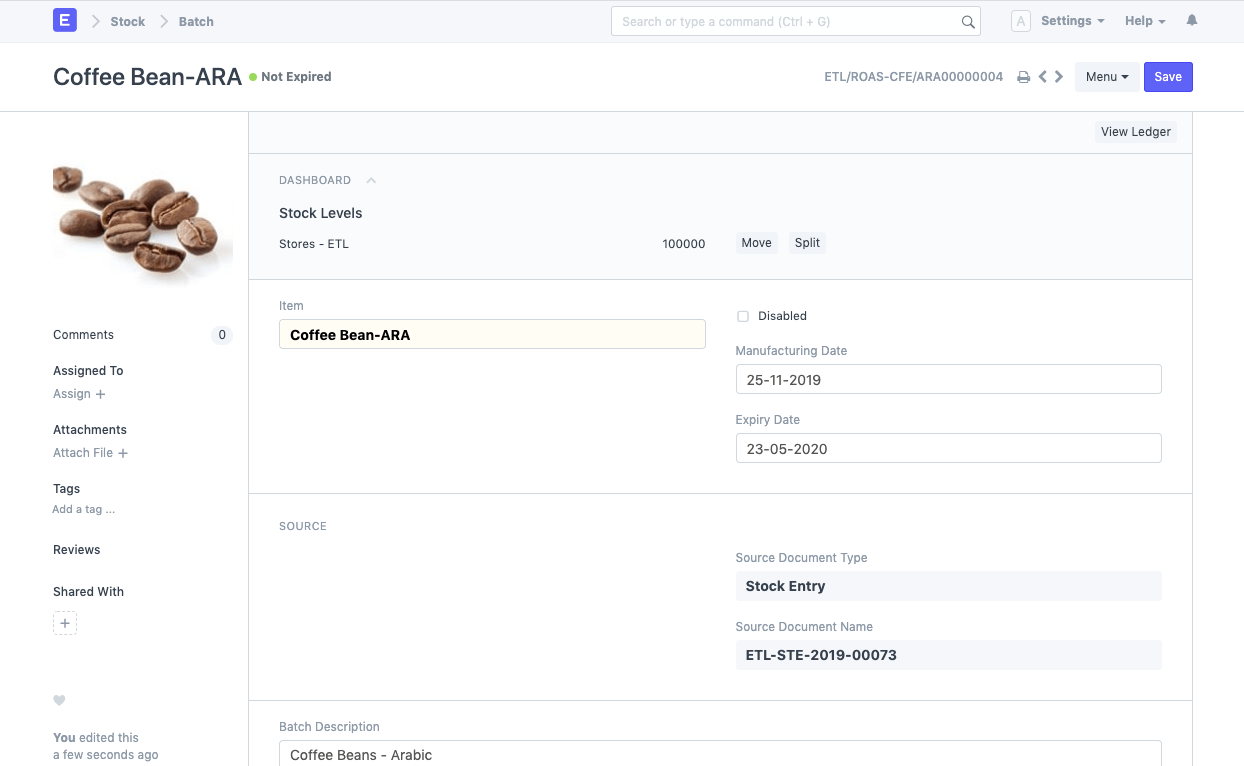 E Stock Batch Search or type a command (Ctrl + G) A Settings Help
Coffee Bean-ARA Not Expired ETL/ROAS-CFE/ARA00000004 Menu Save
View Ledger
DASHBOARD
Stock Levels
Stores - ETL 100000 Move Split
Item
Coffee Bean-ARA
Disabled
Manufacturing Date
25-11-2019
Expiry Date
23-05-2020
SOURCE
Source Document Type
Stock Entry
Source Document Name
ETL-STE-2019-00073
Batch Description
Coffee Beans - Arabic
Comments 0
Assigned To
Assign +
Attachments
Attach File +
Tags
Add a tag ...
Reviews
Shared With
+
You edited this
a few seconds ago